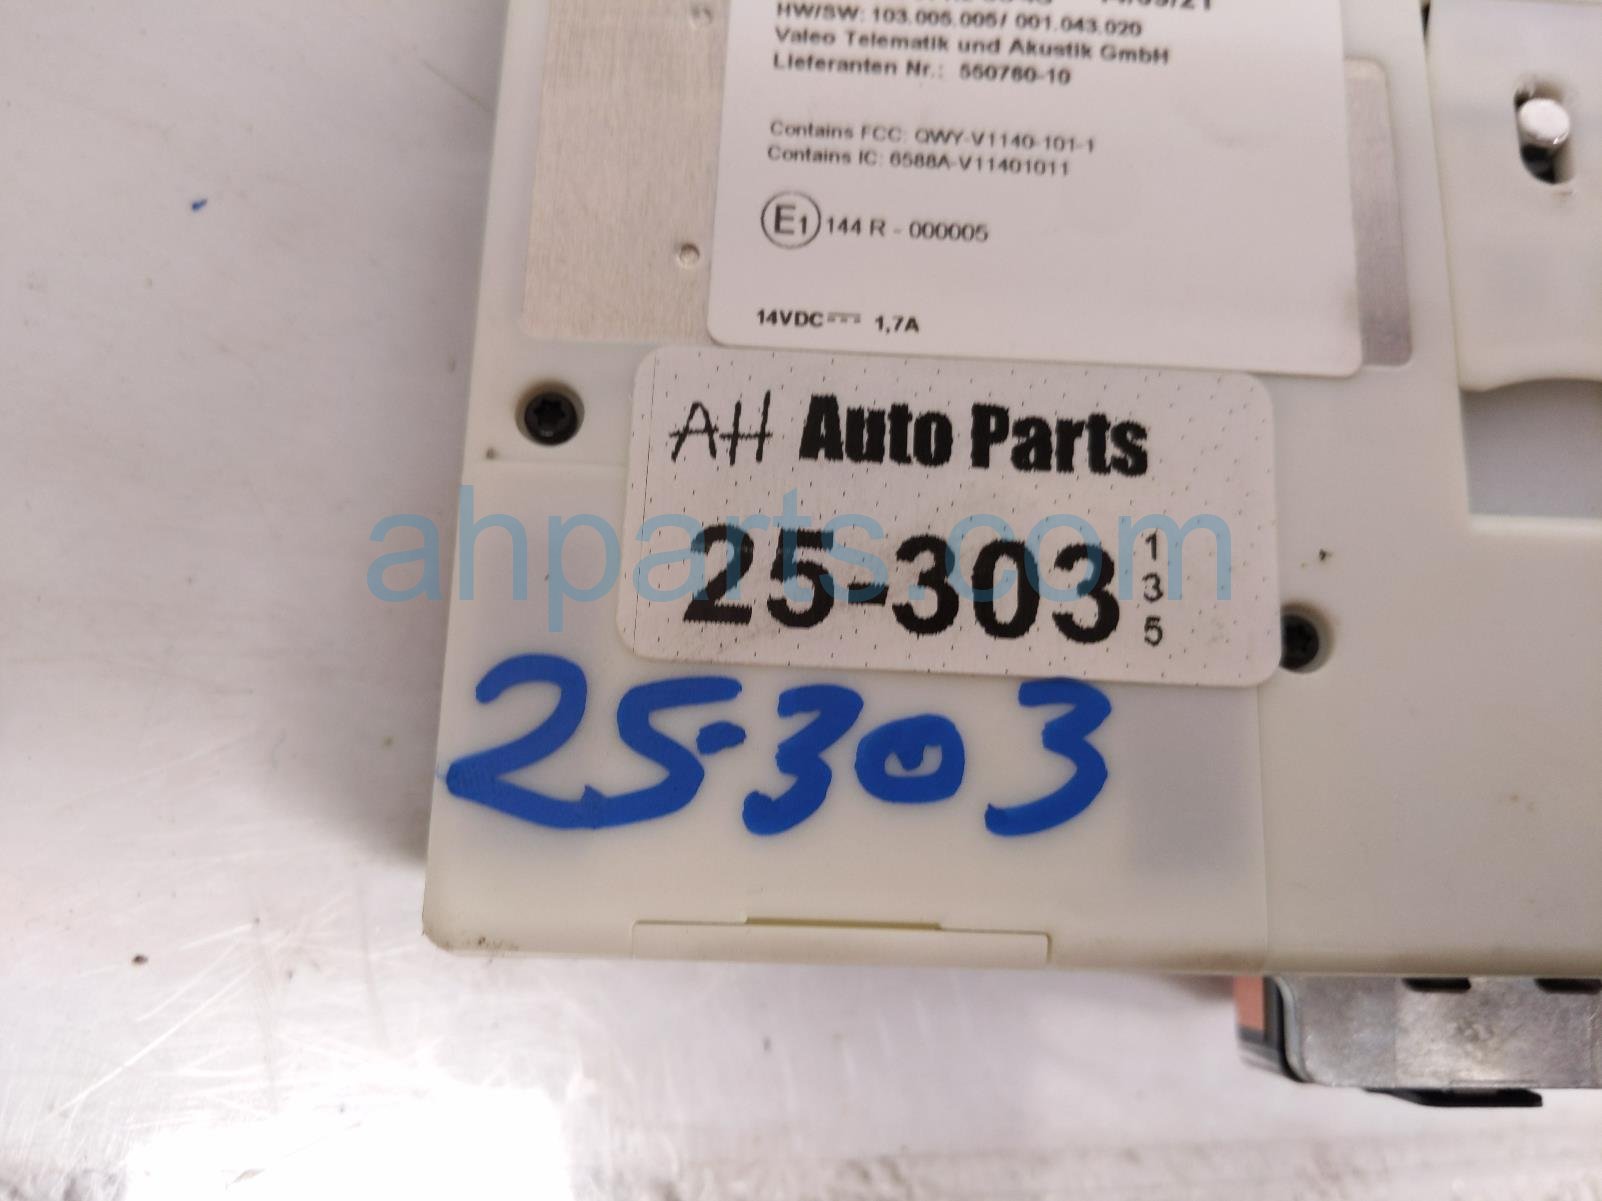 HW/SW: 103.005.005/ 001.043.020
Valeo Telematik und Akustik GmbH
Lieferanten Nr.: 550780-10
Contains FCC: QWY-V1140-101-1
Contains IC: 6588A-V11401011
E1 144 R - 000005
14VDC 1,7A
AH Auto Parts
25-303
1
3
5
ahparts.com
25-303